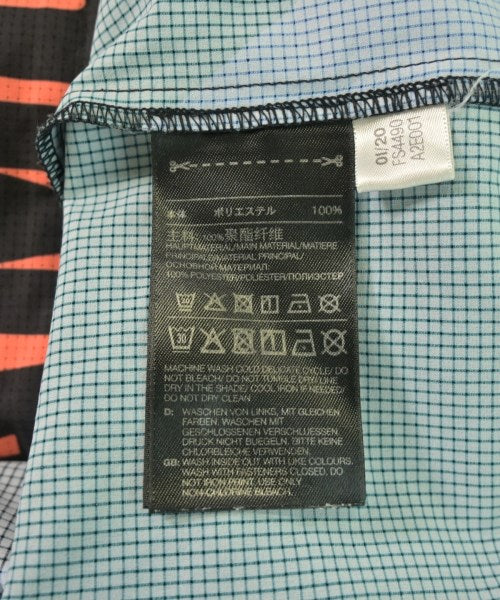 01/20
FS4490
A2E001
本体 ポリエステル 100%
主料: 100%聚酯纤维
HAUPTMATERIAL/MAIN MATERIAL/MATIERE
PRINCIPALE/MATERIAL PRINCIPAL/
ОСНОВНОЙ МАТЕРИАЛ
100% POLYESTER/POLIÉSTER/ПОЛИЭСТЕР
MACHINE WASH COLD DELICATE CYCLE/ DO
NOT BLEACH/ DO NOT TUMBLE DRY/ LINE
DRY IN THE SHADE/ COOL IRON IF NEEDED/
DO NOT DRY CLEAN
D: WASCHEN VON LINKS, MIT GLEICHEN
FARBEN. WASCHEN MIT
GESCHLOSSENEN VERSCHLUESSEN.
DRUCK NICHT BUEGELN. BITTE KEINE
CHLORBLEICHE VERWENDEN.
GB: WASH INSIDE OUT WITH LIKE COLOURS.
WASH WITH FASTENERS CLOSED. DO
NOT IRON PRINT. USE ONLY
NON-CHLORINE BLEACH.